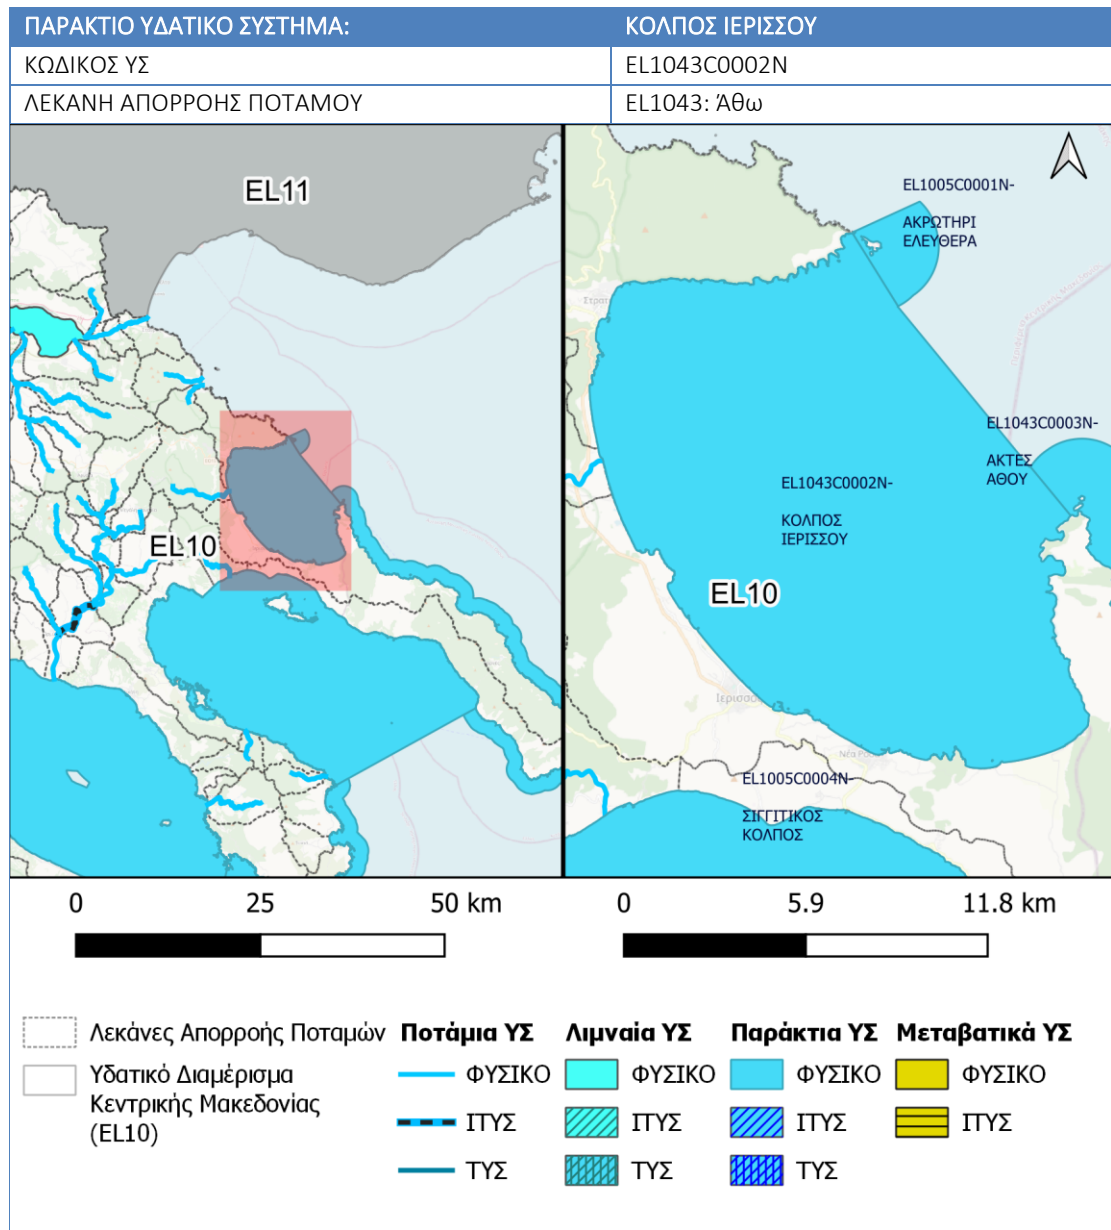 ΠΑΡΑΚΤΙΟ ΥΔΑΤΙΚΟ ΣΥΣΤΗΜΑ: ΚΟΛΠΟΣ ΙΕΡΙΣΣΟΥ
ΚΩΔΙΚΟΣ ΥΣ EL1043C0002N
ΛΕΚΑΝΗ ΑΠΟΡΡΟΗΣ ΠΟΤΑΜΟΥ EL1043: Άθω
EL11
EL10
EL1005C0001N-
ΑΚΡΩΤΗΡΙ
ΕΛΕΥΘΕΡΑ
EL1043C0003N-
ΑΚΤΕΣ
ΑΘΟΥ
EL1043C0002N-
ΚΟΛΠΟΣ
ΙΕΡΙΣΣΟΥ
EL10
EL1005C0004N-
ΣΙΓΓΙΤΙΚΟΣ
ΚΟΛΠΟΣ
0 25 50 km
0 5.9 11.8 km
Λεκάνες Απορροής Ποταμών
Υδατικό Διαμέρισμα
Κεντρικής Μακεδονίας
(EL10)
Ποτάμια ΥΣ
ΦΥΣΙΚΟ
ΙΤΥΣ
ΤΥΣ
Λιμναία ΥΣ
ΦΥΣΙΚΟ
ΙΤΥΣ
ΤΥΣ
Παράκτια ΥΣ
ΦΥΣΙΚΟ
ΙΤΥΣ
ΤΥΣ
Μεταβατικά ΥΣ
ΦΥΣΙΚΟ
ΙΤΥΣ